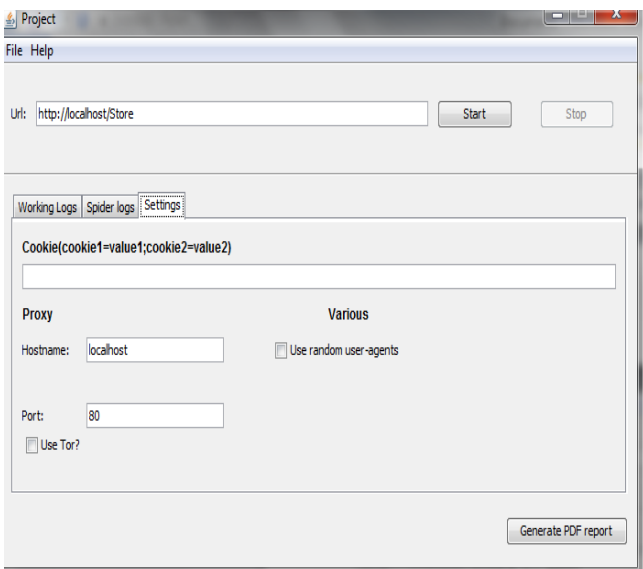 Project
File Help
Url: http://localhost/Store Start Stop
Working Logs Spider logs Settings
Cookie(cookie1=value1;cookie2=value2)
Proxy Various
Hostname: localhost Use random user-agents
Port: 80
Use Tor?
Generate PDF report